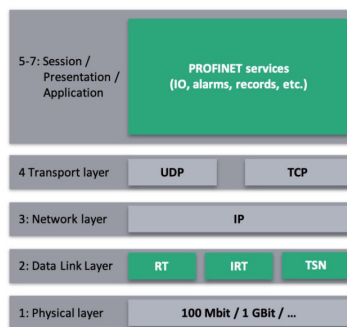 5-7: Session /
Presentation /
Application
PROFINET services
(IO, alarms, records, etc.)
4 Transport layer
UDP
TCP
3: Network layer
IP
2: Data Link Layer
RT
IRT
TSN
1: Physical layer
100 Mbit / 1 GBit / ...